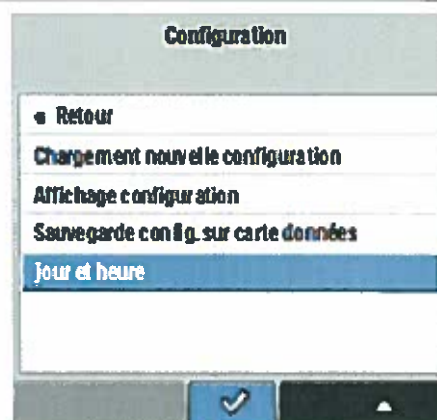 Configuration
Retour
Chargement nouvelle configuration
Affichage configuration
Sauvegarde config. sur carte données
Jour et heure